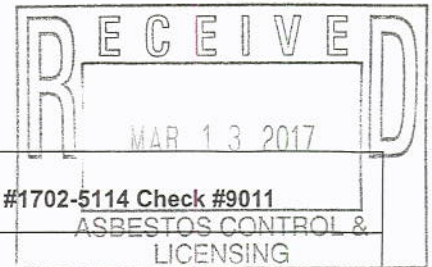 RECEIVED
MAR 13 2017
#1702-5114 Check #9011
ASBESTOS CONTROL &
LICENSING